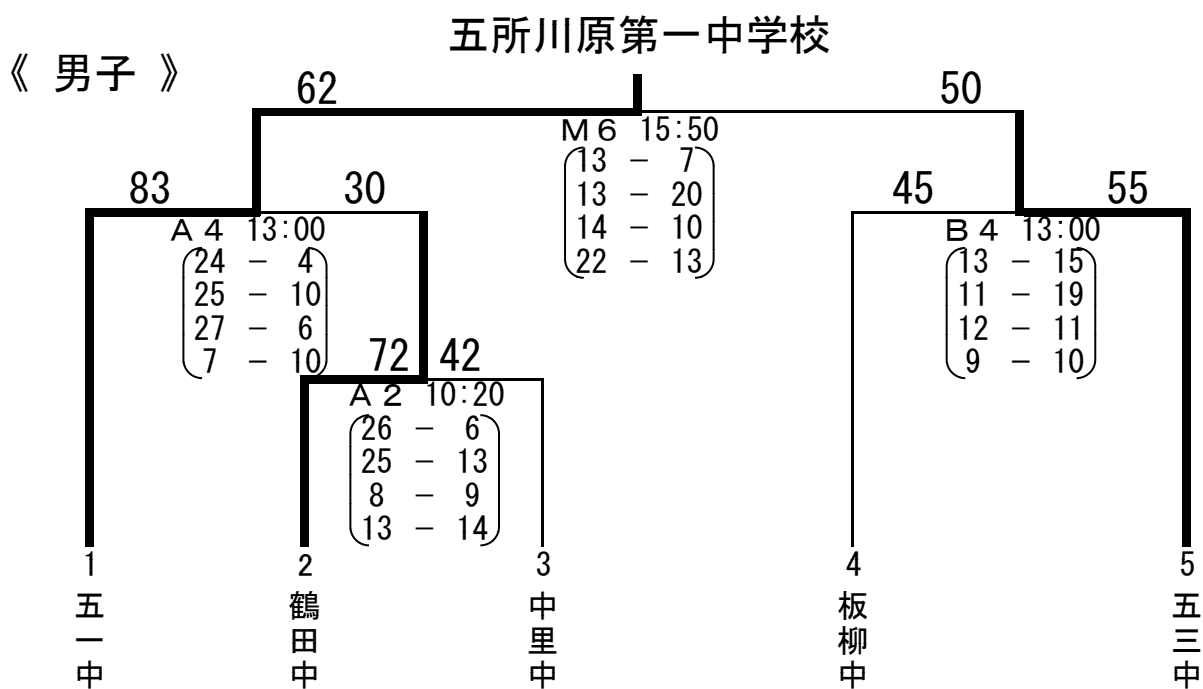 五所川原第一中学校
《 男子 》
62
50
M6 15:50
13 － 7
13 － 20
14 － 10
22 － 13
83
30
45
55
A4 13:00
24 － 4
25 － 10
27 － 6
7 － 10
B4 13:00
13 － 15
11 － 19
12 － 11
9 － 10
72
42
A2 10:20
26 － 6
25 － 13
8 － 9
13 － 14
1
2
3
4
5
五一中
鶴田中
中里中
板柳中
五三中